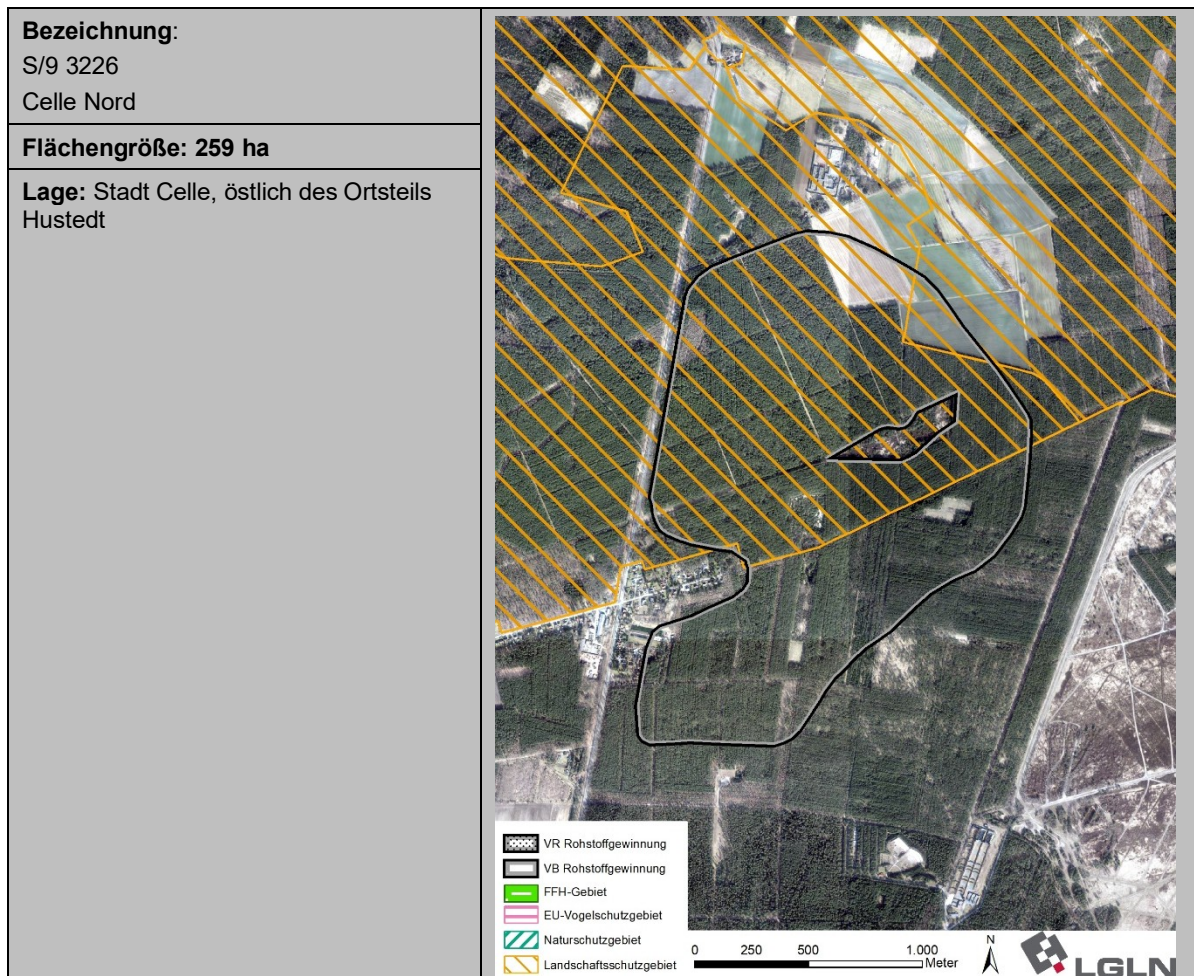 Bezeichnung:
S/9 3226
Celle Nord
Flächengröße: 259 ha
Lage: Stadt Celle, östlich des Ortsteils
Hustedt
VR Rohstoffgewinnung
VB Rohstoffgewinnung
FFH-Gebiet
EU-Vogelschutzgebiet
Naturschutzgebiet
Landschaftsschutzgebiet
0 250 500 1.000
Meter
N
LGLN